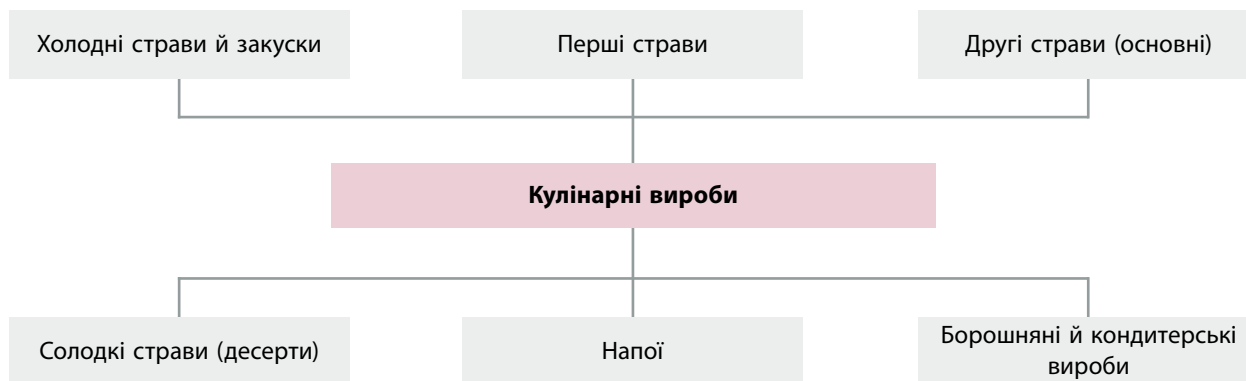 Холодні страви й закуски
Перші страви
Другі страви (основні)
Кулінарні вироби
Солодкі страви (десерти)
Напої
Борошняні й кондитерські
вироби